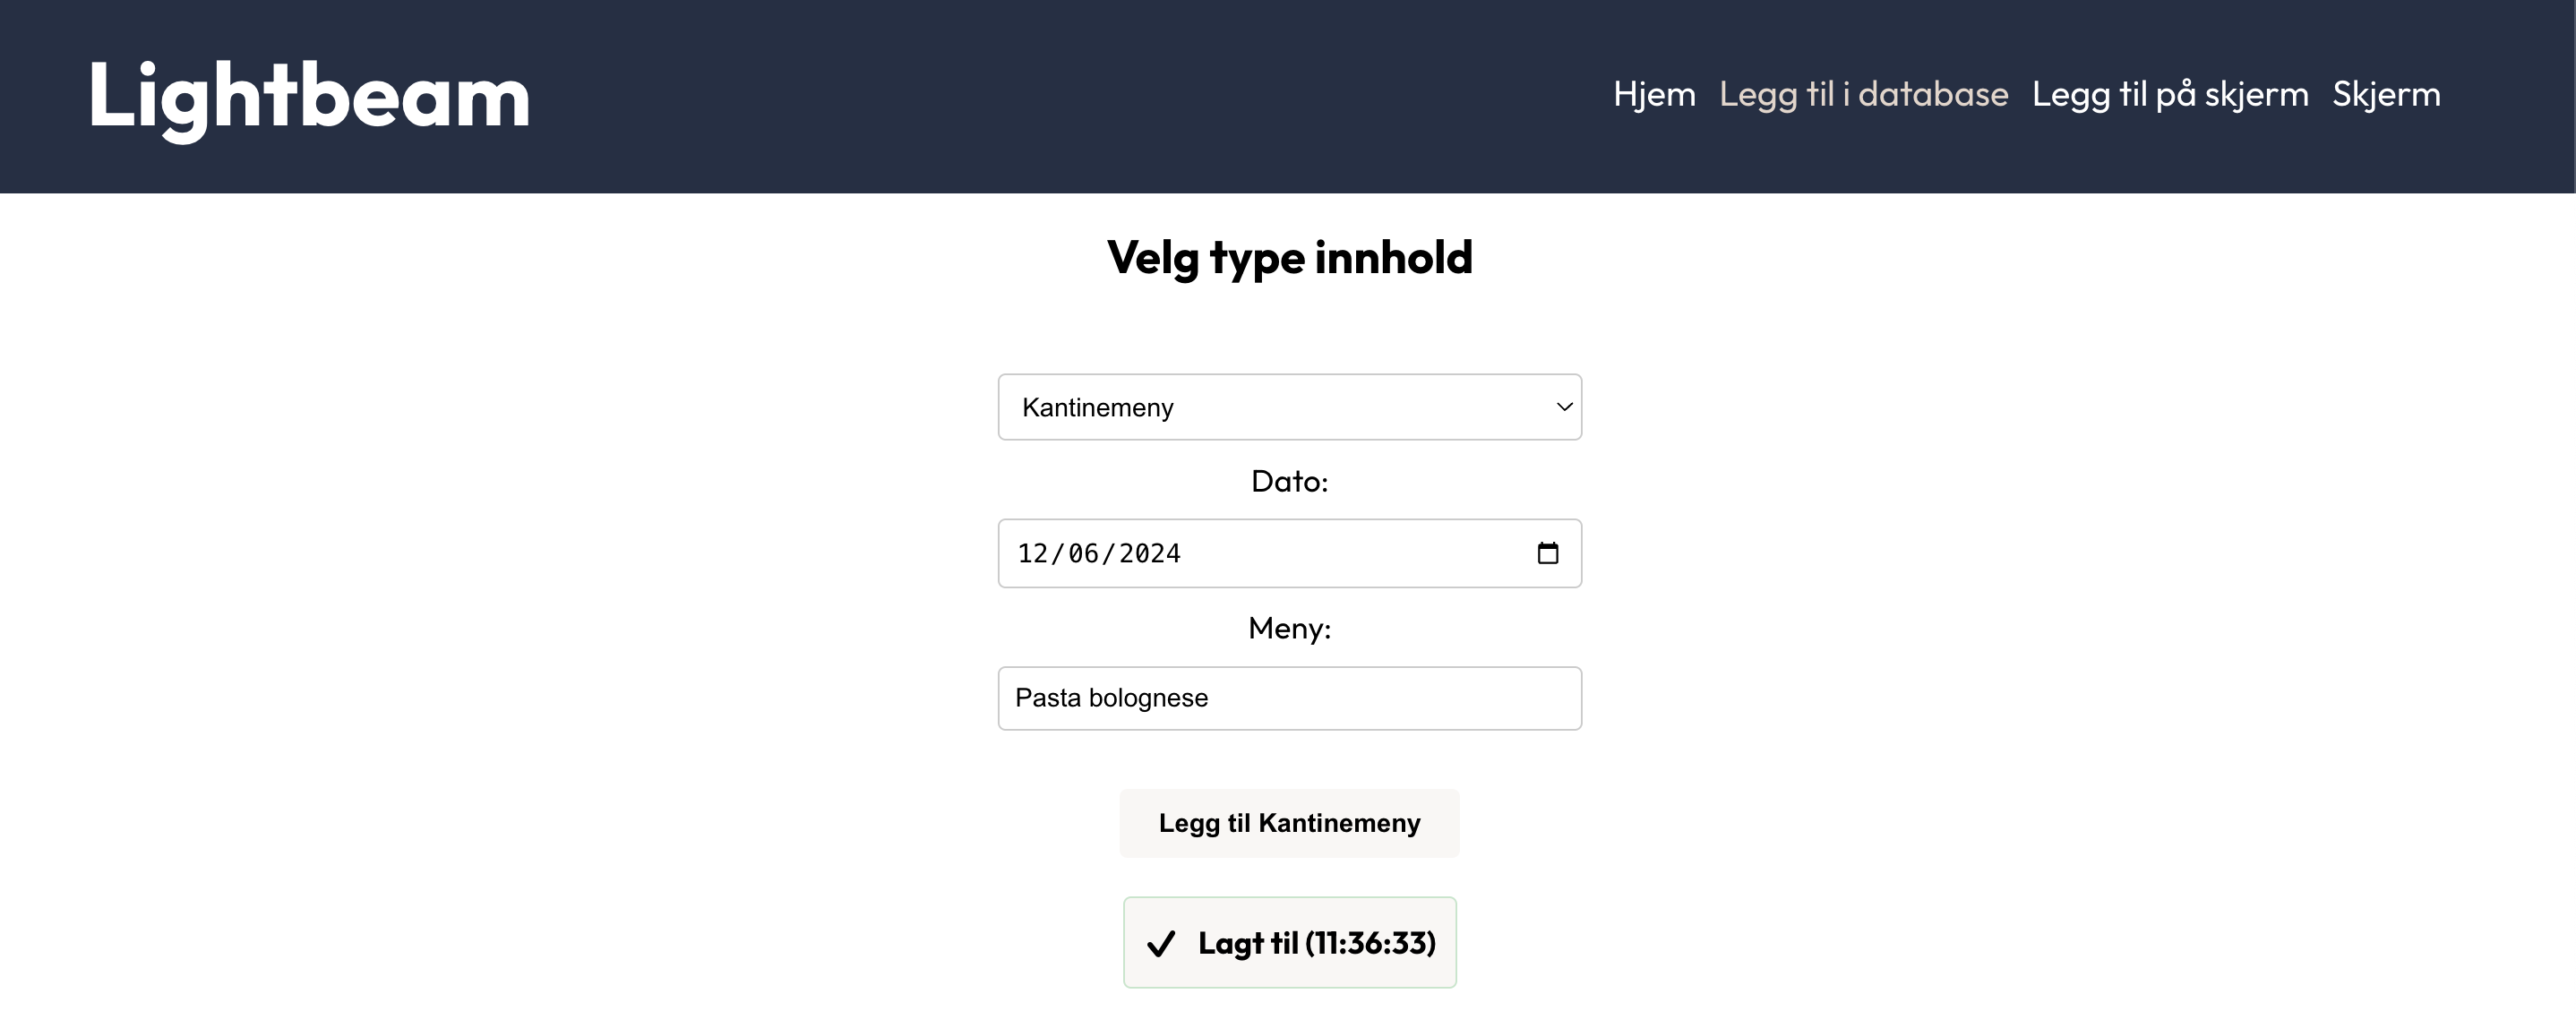 Lightbeam
Hjem Legg til i database Legg til på skjerm Skjerm
Velg type innhold
Kantinemeny
Dato:
12/06/2024
Meny:
Pasta bolognese
Legg til Kantinemeny
Lagt til (11:36:33)